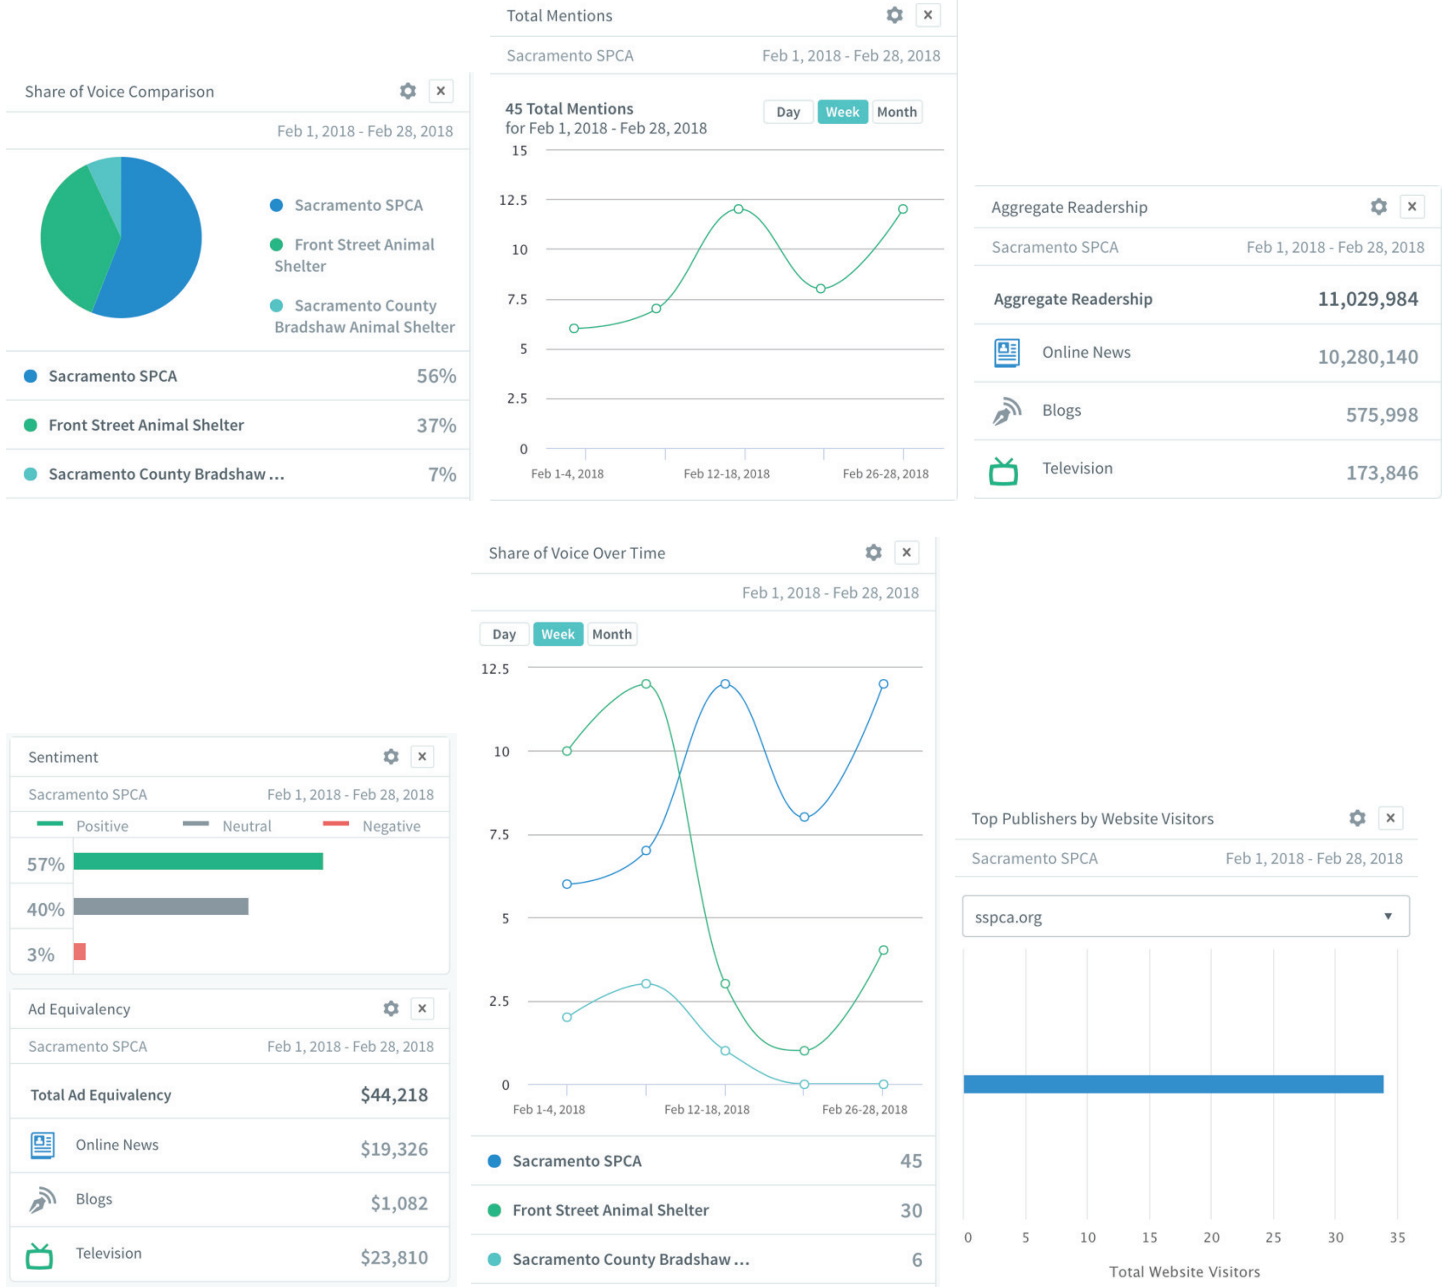 Share of Voice Comparison
x
Feb 1, 2018 - Feb 28, 2018
Sacramento SPCA
Front Street Animal
Shelter
Sacramento County
Bradshaw Animal Shelter
Sacramento SPCA 56%
Front Street Animal Shelter 37%
Sacramento County Bradshaw ... 7%
Total Mentions
x
Sacramento SPCA Feb 1, 2018 - Feb 28, 2018
45 Total Mentions
for Feb 1, 2018 - Feb 28, 2018
Day Week Month
15
12.5
10
7.5
5
2.5
0
Feb 1-4, 2018 Feb 12-18, 2018 Feb 26-28, 2018
Aggregate Readership
x
Sacramento SPCA Feb 1, 2018 - Feb 28, 2018
Aggregate Readership 11,029,984
Online News 10,280,140
Blogs 575,998
Television 173,846
Sentiment
x
Sacramento SPCA Feb 1, 2018 - Feb 28, 2018
Positive Neutral Negative
57%
40%
3%
Ad Equivalency
x
Sacramento SPCA Feb 1, 2018 - Feb 28, 2018
Total Ad Equivalency $44,218
Online News $19,326
Blogs $1,082
Television $23,810
Share of Voice Over Time
x
Feb 1, 2018 - Feb 28, 2018
Day Week Month
12.5
10
7.5
5
2.5
0
Feb 1-4, 2018 Feb 12-18, 2018 Feb 26-28, 2018
Sacramento SPCA 45
Front Street Animal Shelter 30
Sacramento County Bradshaw ... 6
Top Publishers by Website Visitors
x
Sacramento SPCA Feb 1, 2018 - Feb 28, 2018
sspca.org
0 5 10 15 20 25 30 35
Total Website Visitors